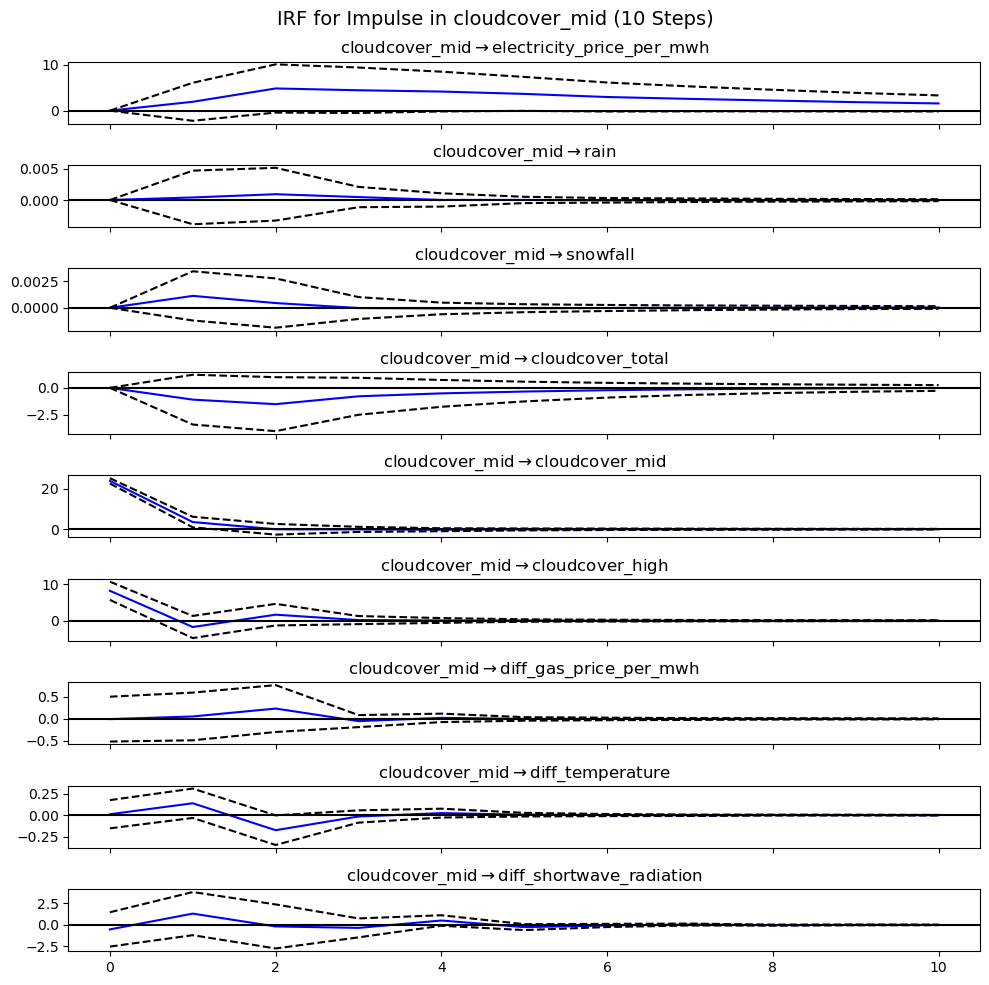 IRF for Impulse in cloudcover_mid (10 Steps)
cloudcover_mid→electricity_price_per_mwh
10
0
cloudcover_mid→rain
0.005
0.000
cloudcover_mid→snowfall
0.0025
0.0000
cloudcover_mid→cloudcover_total
0.0
−2.5
cloudcover_mid→cloudcover_mid
20
0
cloudcover_mid→cloudcover_high
10
0
cloudcover_mid→diff_gas_price_per_mwh
0.5
0.0
−0.5
cloudcover_mid→diff_temperature
0.25
0.00
−0.25
cloudcover_mid→diff_shortwave_radiation
2.5
0.0
−2.5
0 2 4 6 8 10